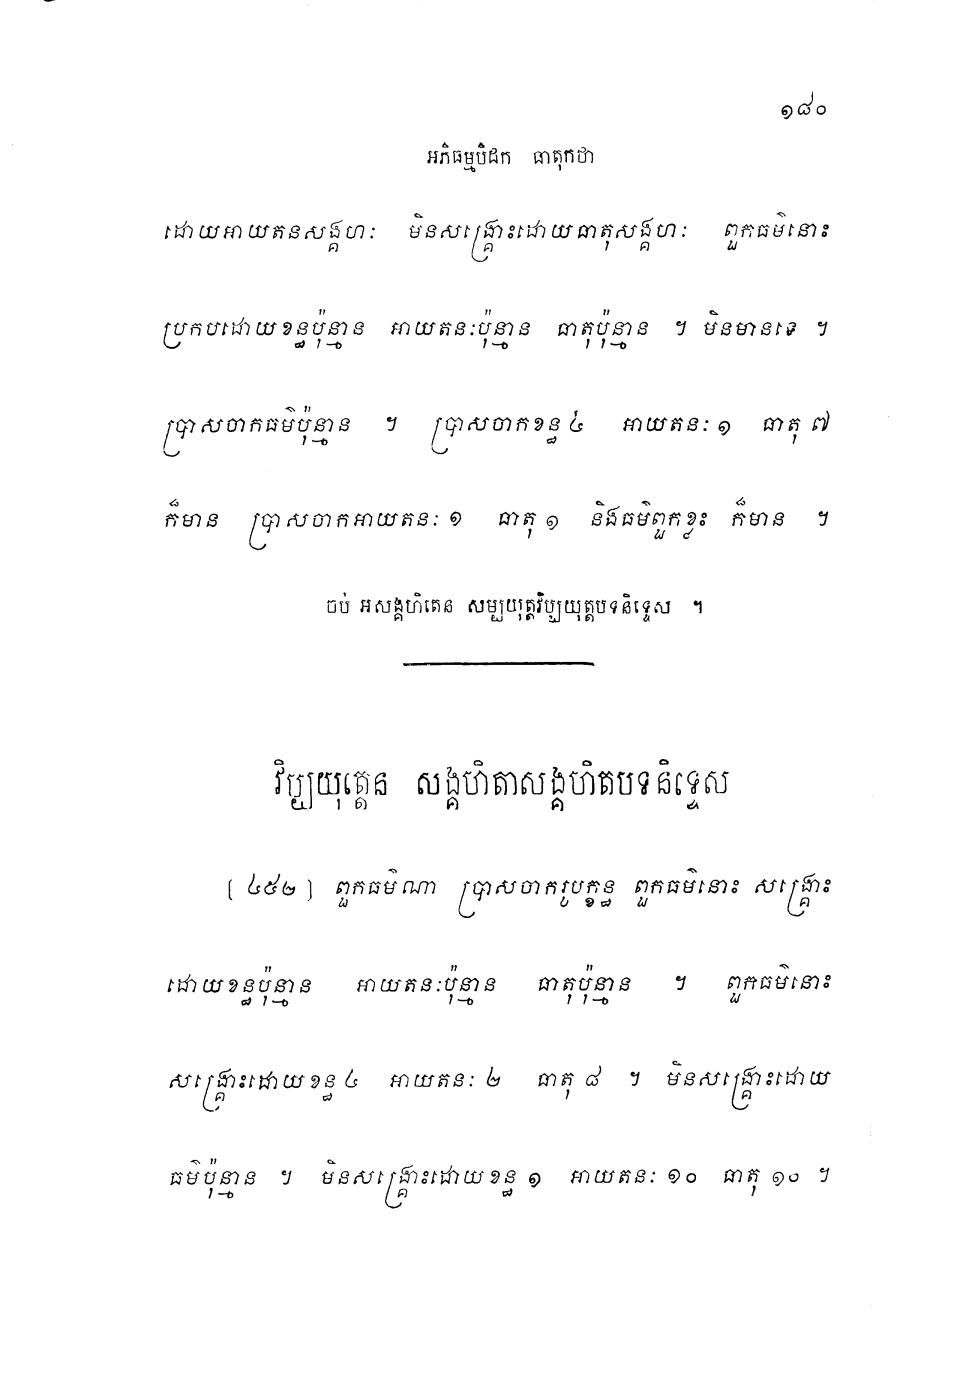 ១៨០
អភិធម្មបិដក ធាតុកថា
ដោយអាយតនសង្គហៈ មិនសង្គ្រោះដោយធាតុសង្គហៈ ពួកធម៌នោះ
ប្រកបដោយខន្ធប៉ុន្មាន អាយតនៈប៉ុន្មាន ធាតុប៉ុន្មាន ។ មិនមានទេ ។
ប្រាសចាកធម៌ប៉ុន្មាន ។ ប្រាសចាកខន្ធ ៤ អាយតនៈ ១ ធាតុ ៧
ក៏មាន ប្រាសចាកអាយតនៈ ១ ធាតុ ១ និងធម៌ពួកខ្លះ ក៏មាន ។
ចប់ អសង្គហិតេន សម្បយុត្តវិប្បយុត្តបទនិទ្ទេស ។
វិប្បយុត្តេន សង្គហិតាសង្គហិតបទនិទ្ទេស
[ ៤៥២ ] ពួកធម៌ណា ប្រាសចាករូបក្ខន្ធ ពួកធម៌នោះ សង្គ្រោះ
ដោយខន្ធប៉ុន្មាន អាយតនៈប៉ុន្មាន ធាតុប៉ុន្មាន ។ ពួកធម៌នោះ
សង្គ្រោះដោយខន្ធ ៤ អាយតនៈ ២ ធាតុ ៨ ។ មិនសង្គ្រោះដោយ
ធម៌ប៉ុន្មាន ។ មិនសង្គ្រោះដោយខន្ធ ១ អាយតនៈ ១០ ធាតុ ១០ ។